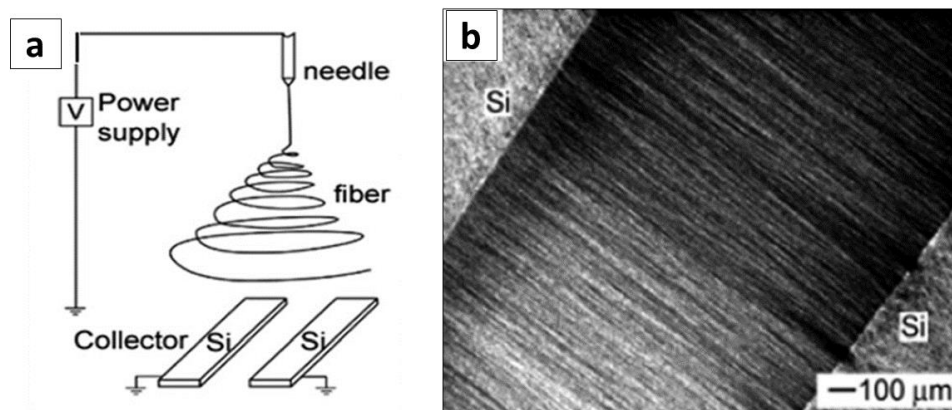 a
needle
V
Power
supply
fiber
Collector
Si
Si
b
Si
Si
100 μm